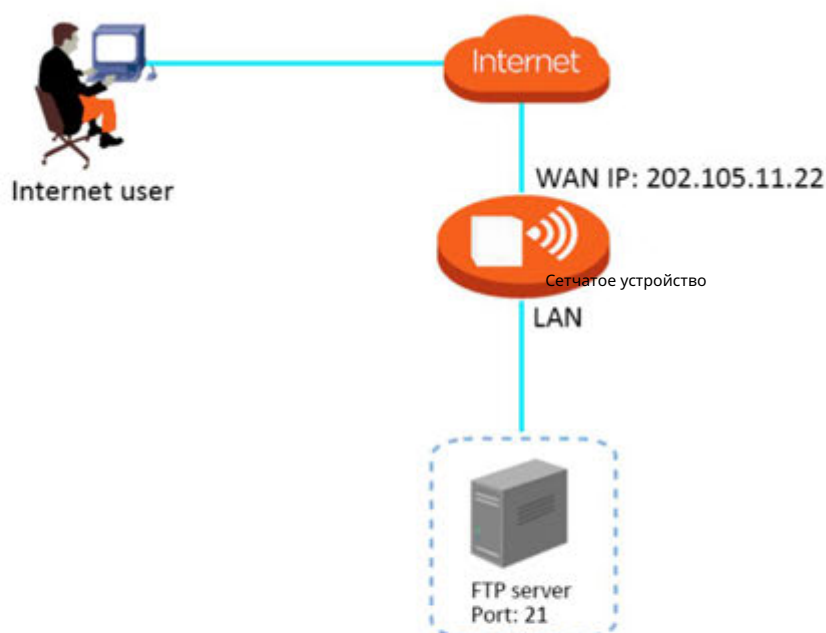 Internet
Internet user
WAN IP: 202.105.11.22
Сетчатое устройство
LAN
FTP server
Port: 21